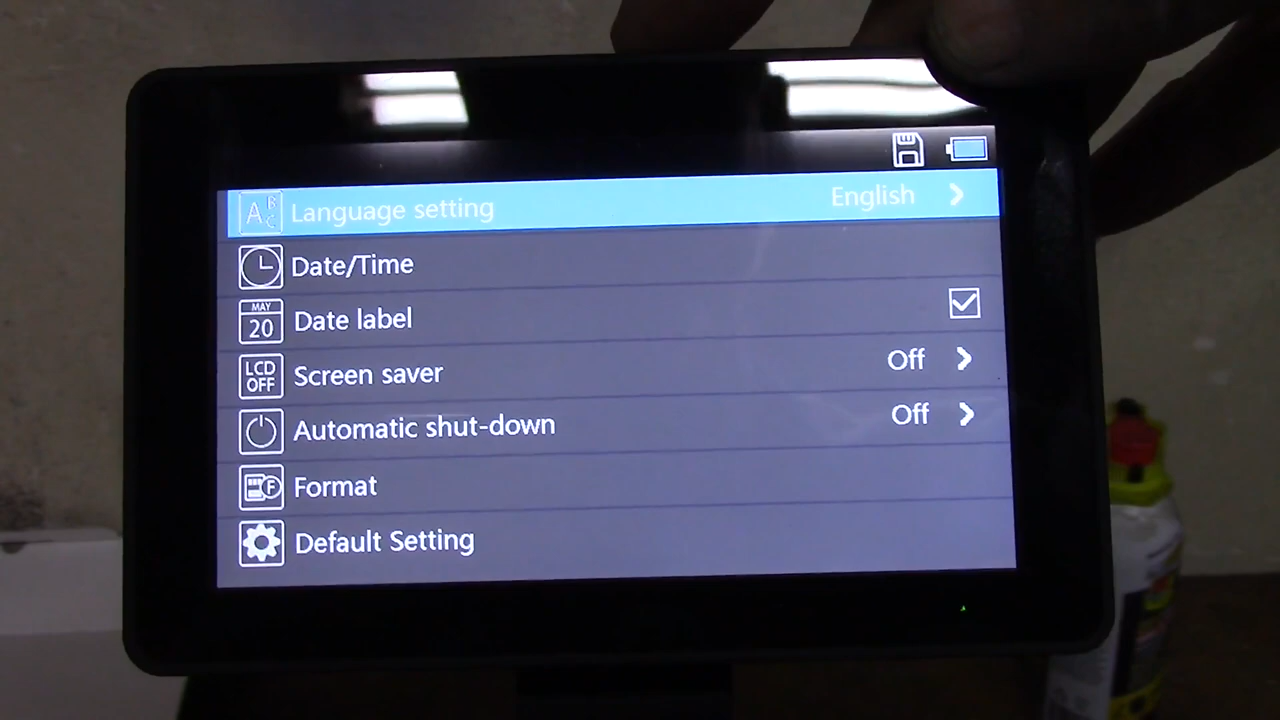 ABC Language setting English
Date/Time
MAY 20 Date label
LCD OFF Screen saver Off
Automatic shut-down Off
F Format
Default Setting